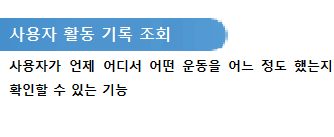 사용자 활동 기록 조회
사용자가 언제 어디서 어떤 운동을 어느 정도 했는지
확인할 수 있는 기능